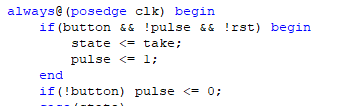 always@(posedge clk) begin
    if(button && !pulse && !rst) begin
        state <= take;
        pulse <= 1;
    end
    if(!button) pulse <= 0;